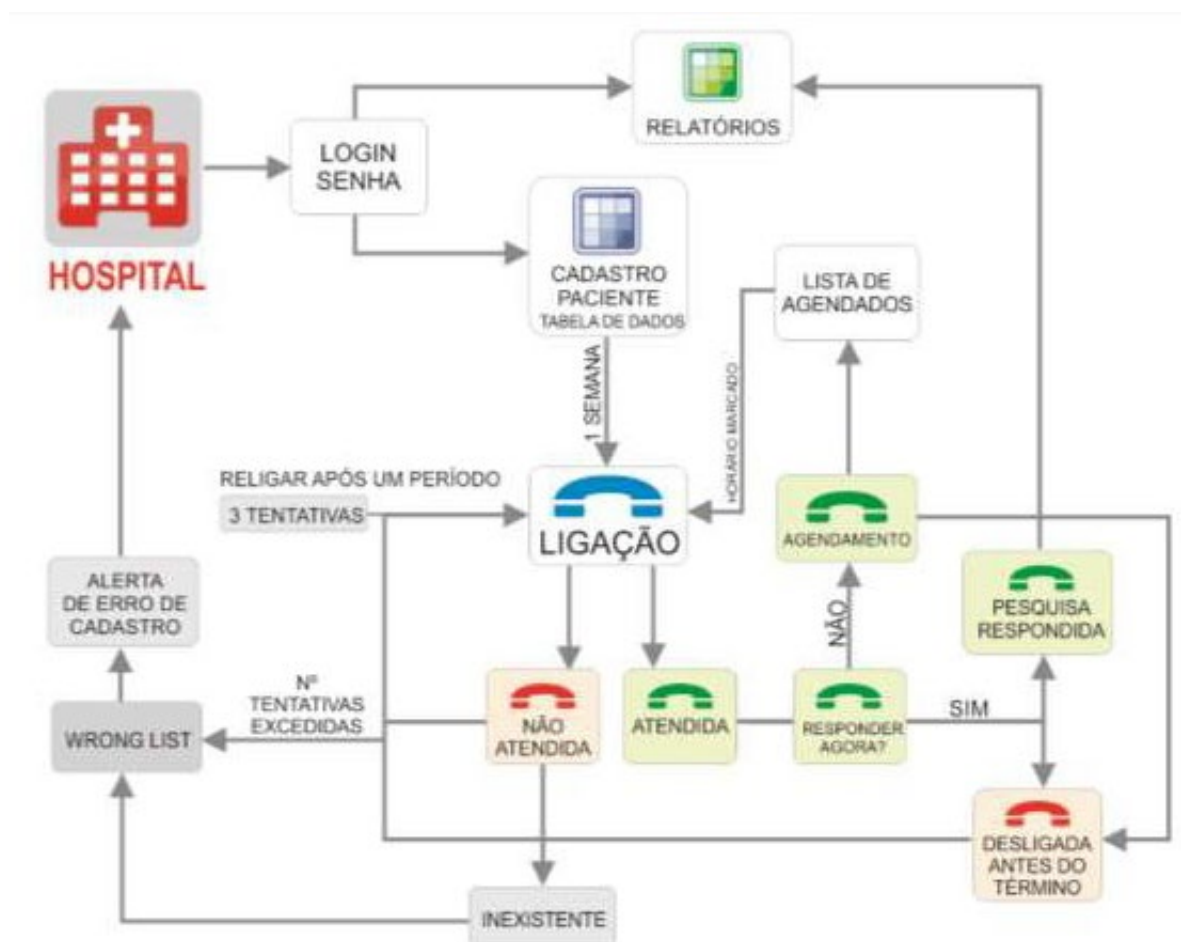 RELATÓRIOS
LOGIN
SENHA
HOSPITAL
CADASTRO
PACIENTE
TABELA DE DADOS
LISTA DE
AGENDADOS
1 SEMANA
HORÁRIO MARCADO
RELIGAR APÓS UM PERÍODO
3 TENTATIVAS
LIGAÇÃO
AGENDAMENTO
ALERTA
DE ERRO DE
CADASTRO
PESQUISA
RESPONDIDA
NÃO
Nº
TENTATIVAS
EXCEDIDAS
WRONG LIST
NÃO
ATENDIDA
ATENDIDA
RESPONDER
AGORA?
SIM
DESLIGADA
ANTES DO
TÉRMINO
INEXISTENTE